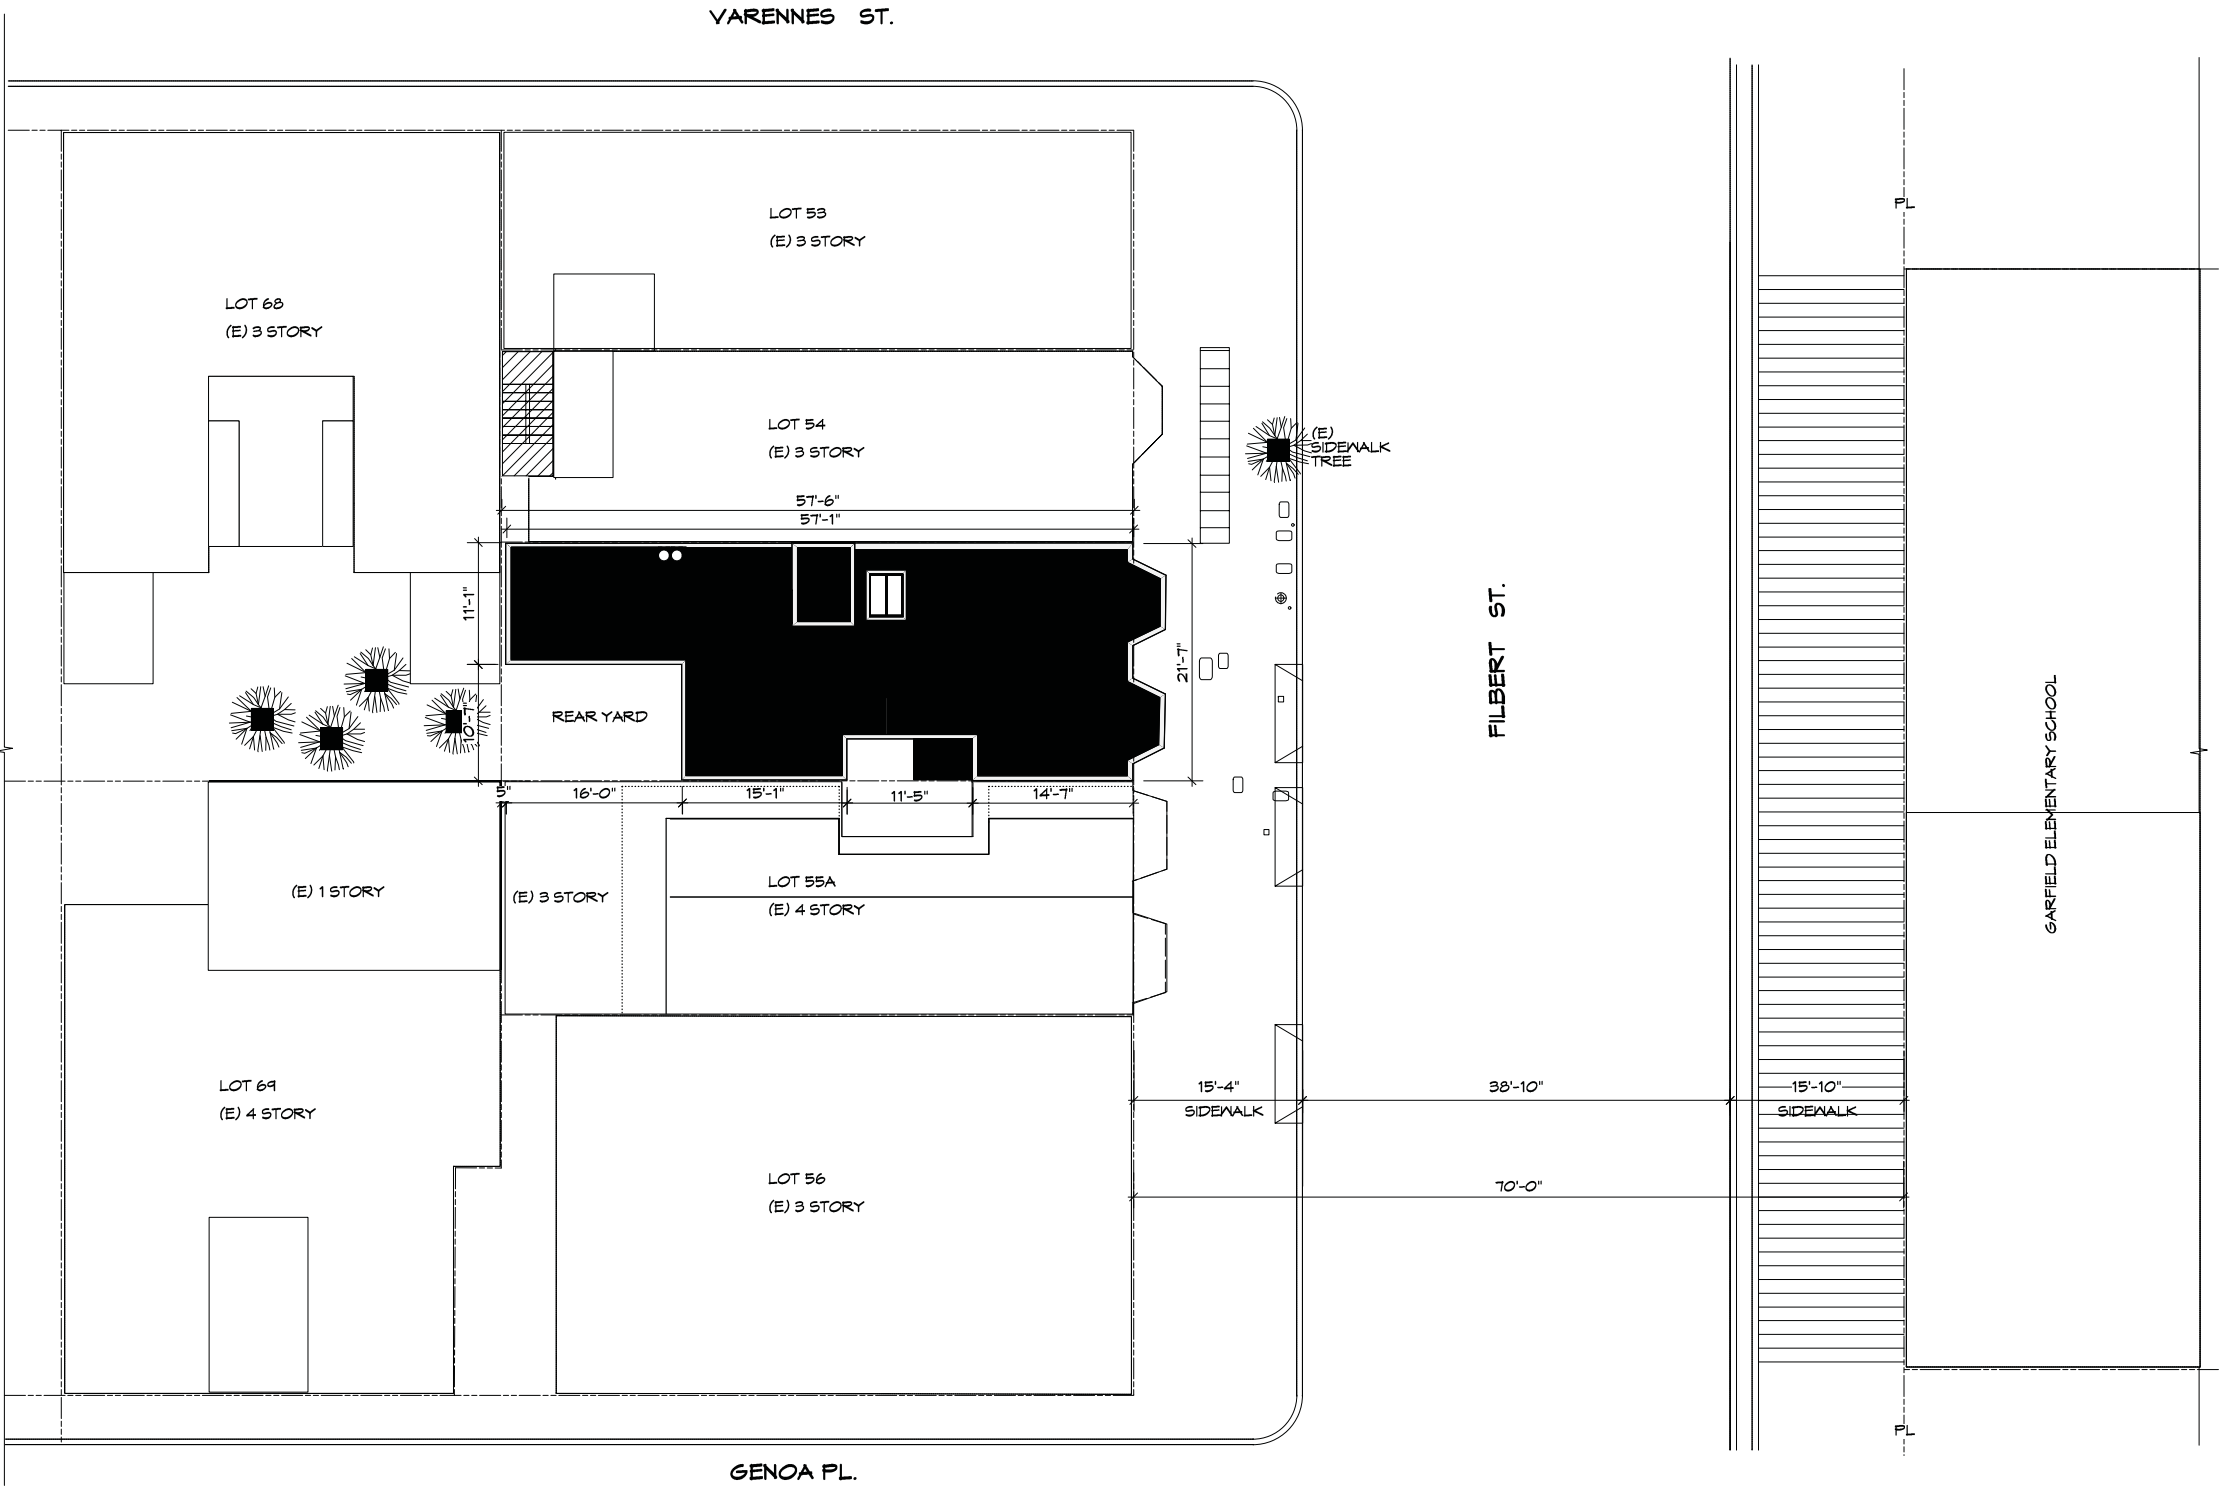 VARENNES ST.
PL
LOT 53
(E) 3 STORY
LOT 68
(E) 3 STORY
LOT 54
(E) 3 STORY
(E)
SIDEWALK
TREE
57'-6"
57'-1"
11'-1"
10'-7"
21'-7"
REAR YARD
FILBERT ST.
GARFIELD ELEMENTARY SCHOOL
5"
16'-0"
15'-1"
11'-5"
14'-7"
(E) 1 STORY
(E) 3 STORY
LOT 55A
(E) 4 STORY
LOT 69
(E) 4 STORY
15'-4"
SIDEWALK
38'-10"
15'-10"
SIDEWALK
LOT 56
(E) 3 STORY
70'-0"
PL
GENOA PL.